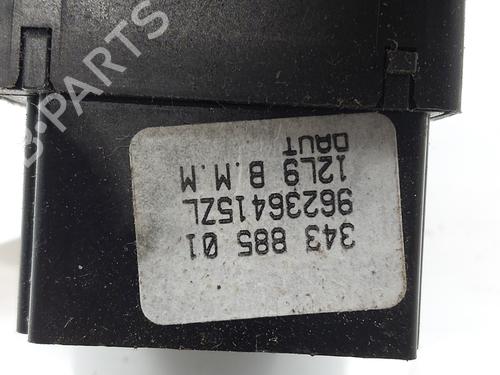 343 885 01
96236415ZL
12L9 B.M.M
DAUT
B-PARTS